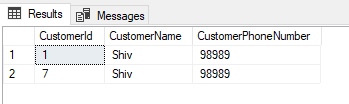 Results Messages
CustomerId CustomerName CustomerPhoneNumber
1 1 Shiv 98989
2 7 Shiv 98989